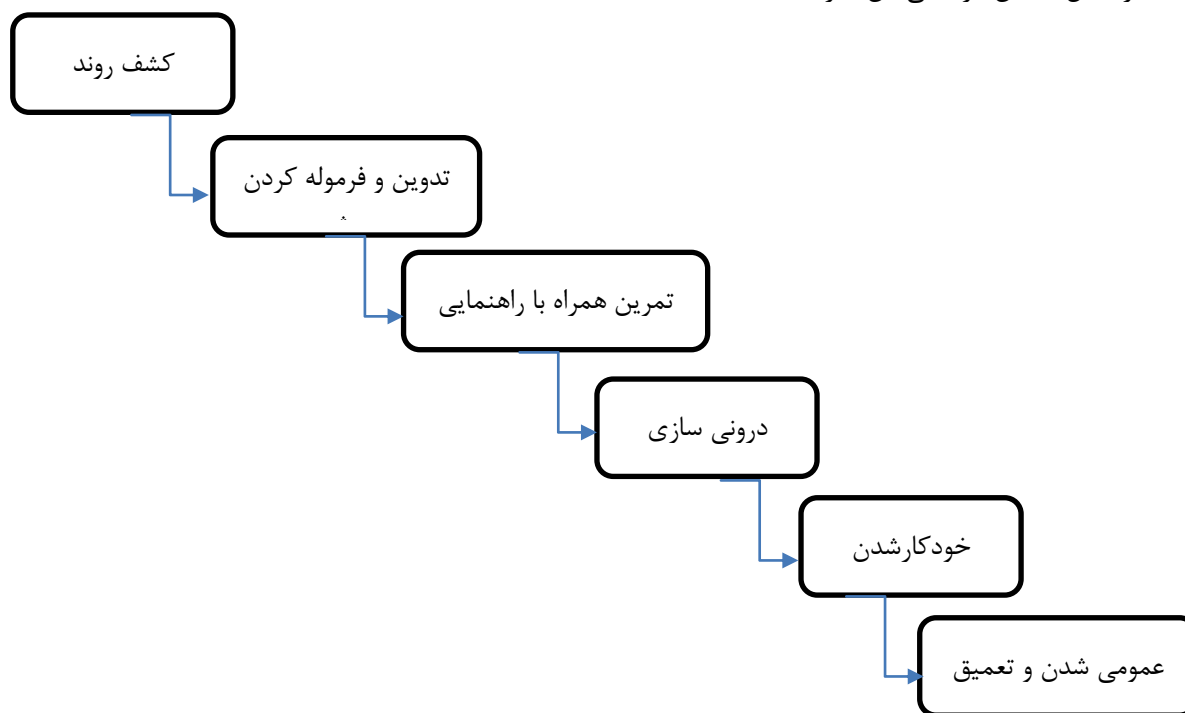 کشف روند
تدوین و فرموله کردن
تمرین همراه با راهنمایی
درونی سازی
خودکارشدن
عمومی شدن و تعمیق